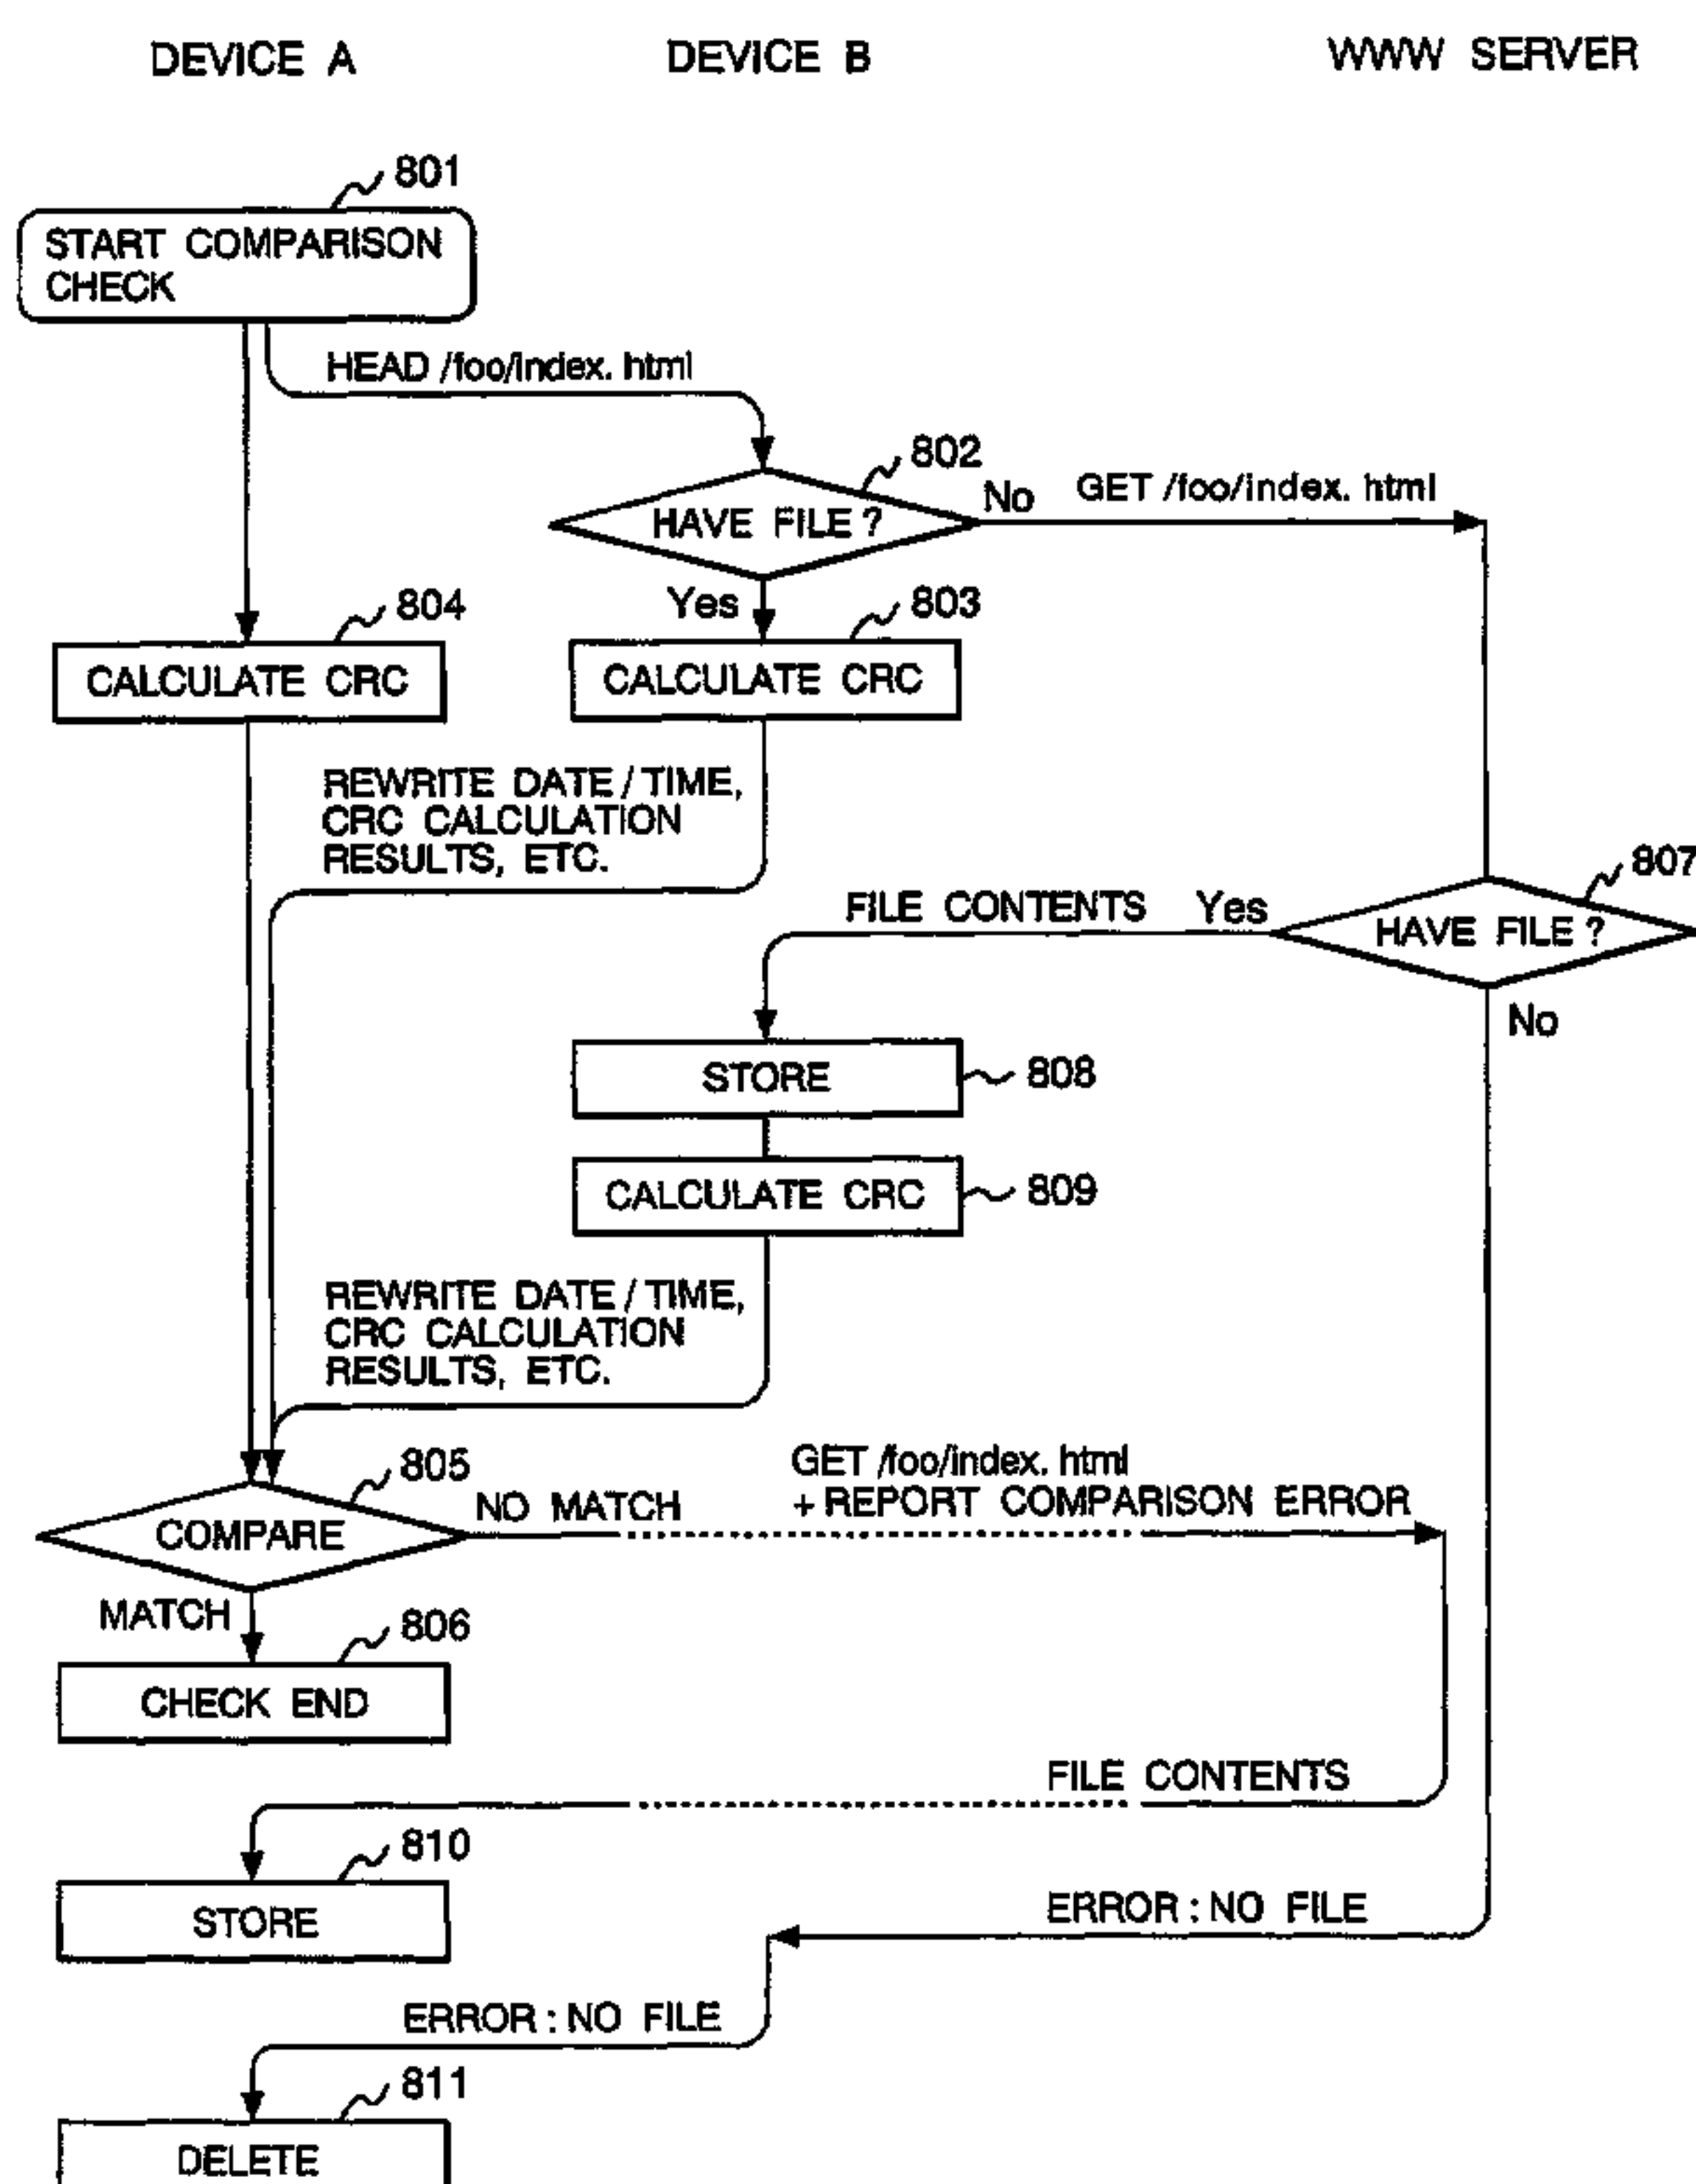 DEVICE A DEVICE B WWW SERVER
801
START COMPARISON
CHECK
HEAD /foo/index. html
802
HAVE FILE ?
No GET /foo/index. html
Yes
804
803
CALCULATE CRC
CALCULATE CRC
REWRITE DATE / TIME,
CRC CALCULATION
RESULTS, ETC.
807
FILE CONTENTS Yes
HAVE FILE ?
No
STORE
808
CALCULATE CRC
809
REWRITE DATE / TIME,
CRC CALCULATION
RESULTS, ETC.
805
COMPARE
NO MATCH
GET /foo/index. html
+ REPORT COMPARISON ERROR
MATCH
806
CHECK END
FILE CONTENTS
810
STORE
ERROR : NO FILE
ERROR : NO FILE
811
DELETE